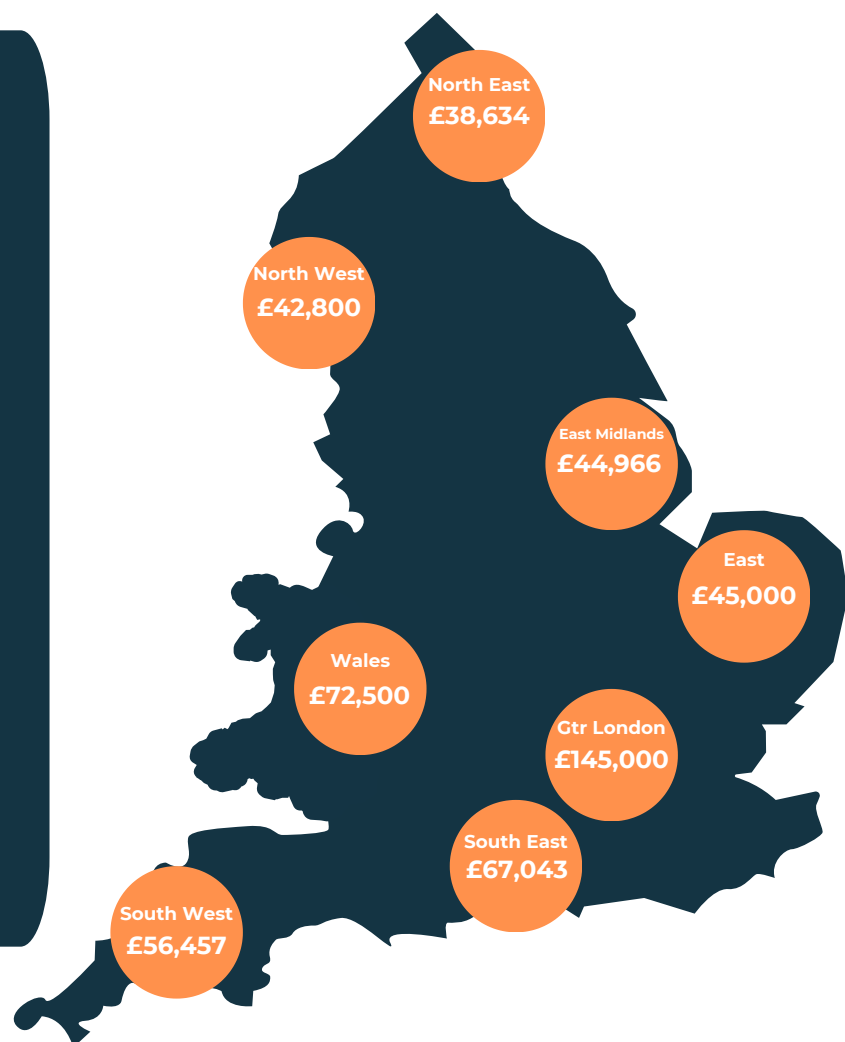 North East
£38,634
North West
£42,800
East Midlands
£44,966
East
£45,000
Wales
£72,500
Gtr London
£145,000
South East
£67,043
South West
£56,457